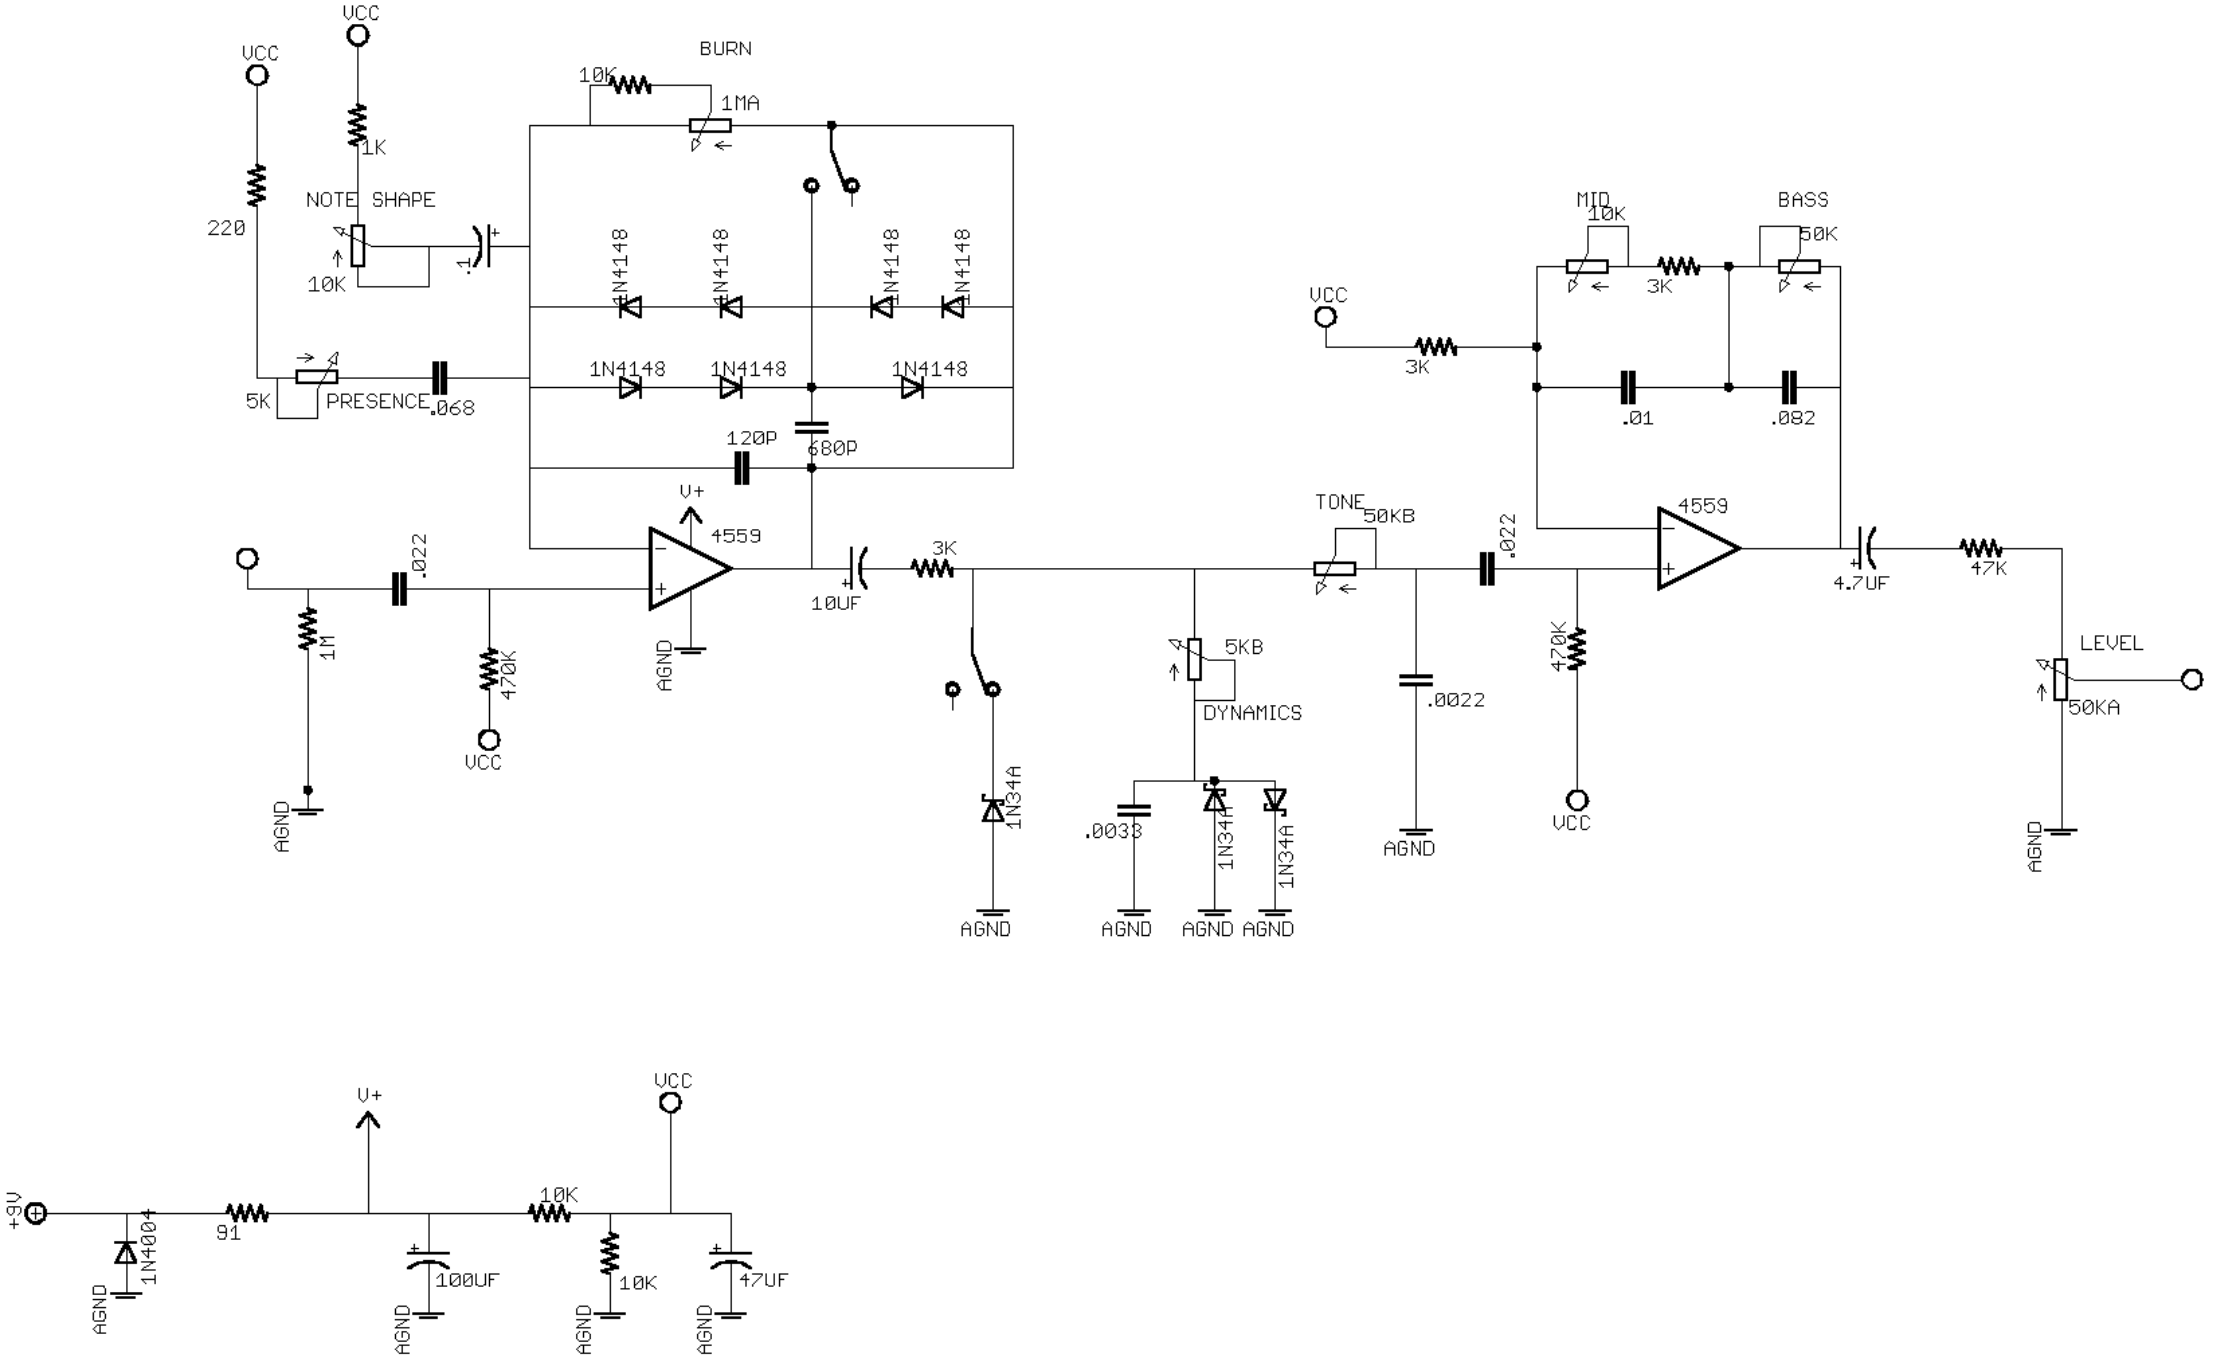 VCC
VCC
BURN
10K
1MA
1K
NOTE SHAPE
220
10K
.1
+
1N4148
1N4148
1N4148
1N4148
1N4148
1N4148
1N4148
5K
PRESENCE
.068
120P
680P
V+
4559
−
+
AGND
.022
1M
AGND
470K
VCC
10UF
+
3K
1N34A
AGND
5KB
DYNAMICS
.0033
AGND
1N34A
AGND
1N34A
AGND
TONE
50KB
.0022
AGND
.022
470K
VCC
VCC
3K
MID
10K
3K
BASS
50K
.01
.082
4559
−
+
4.7UF
+
47K
LEVEL
50KA
AGND
+9V
+
1N4004
AGND
91
V+
+
100UF
AGND
10K
10K
AGND
VCC
+
47UF
AGND